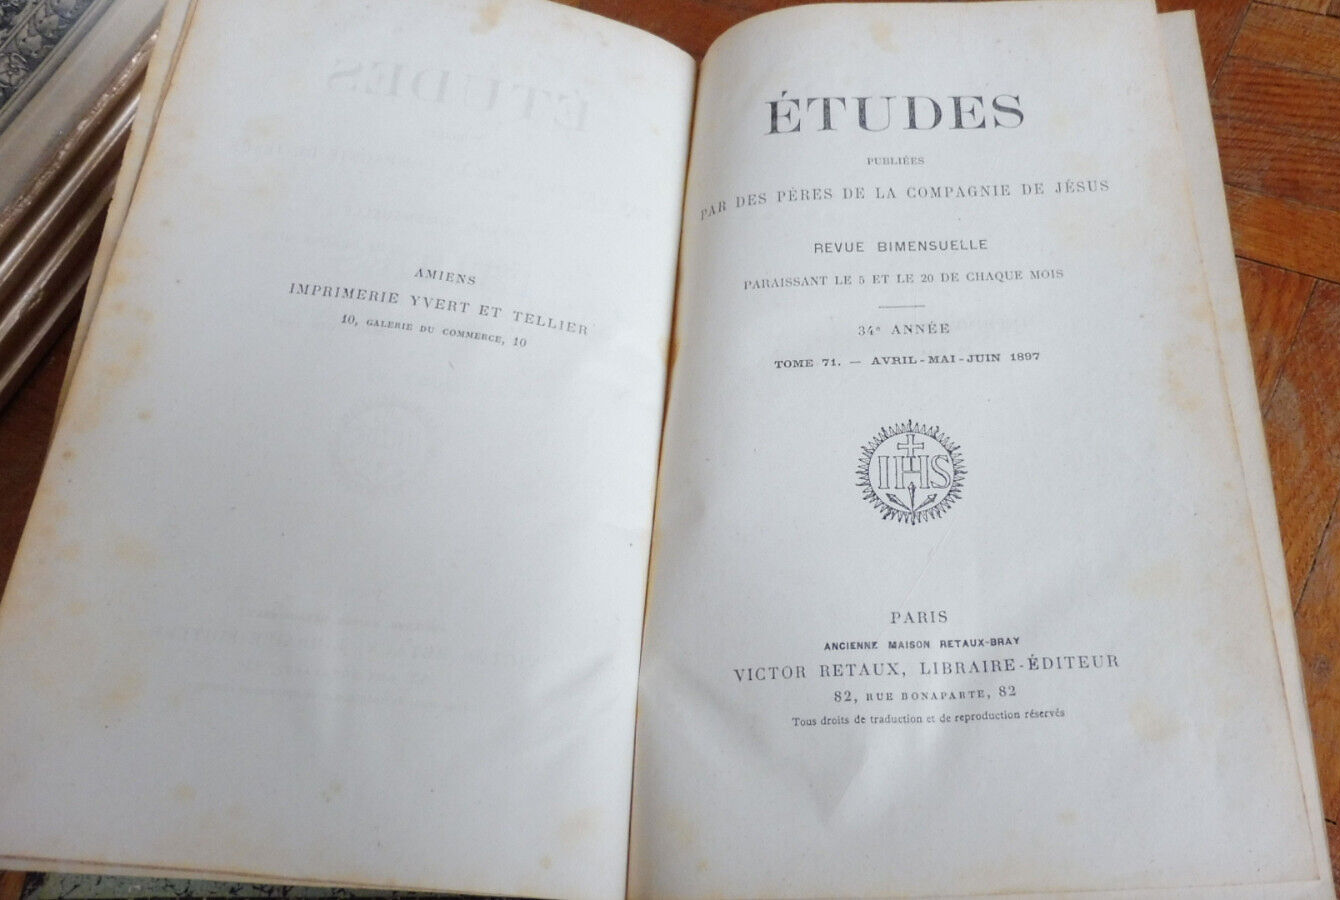 AMIENS
IMPRIMERIE YVERT ET TELLIER
10, GALERIE DU COMMERCE, 10
ÉTUDES
PUBLIÉES
PAR DES PÈRES DE LA COMPAGNIE DE JÉSUS
REVUE BIMENSUELLE
PARAISSANT LE 5 ET LE 20 DE CHAQUE MOIS
34e ANNÉE
TOME 71. — AVRIL-MAI-JUIN 1897
IHS
PARIS
ANCIENNE MAISON RETAUX-BRAY
VICTOR RETAUX, LIBRAIRE-ÉDITEUR
82, RUE BONAPARTE, 82
Tous droits de traduction et de reproduction réservés